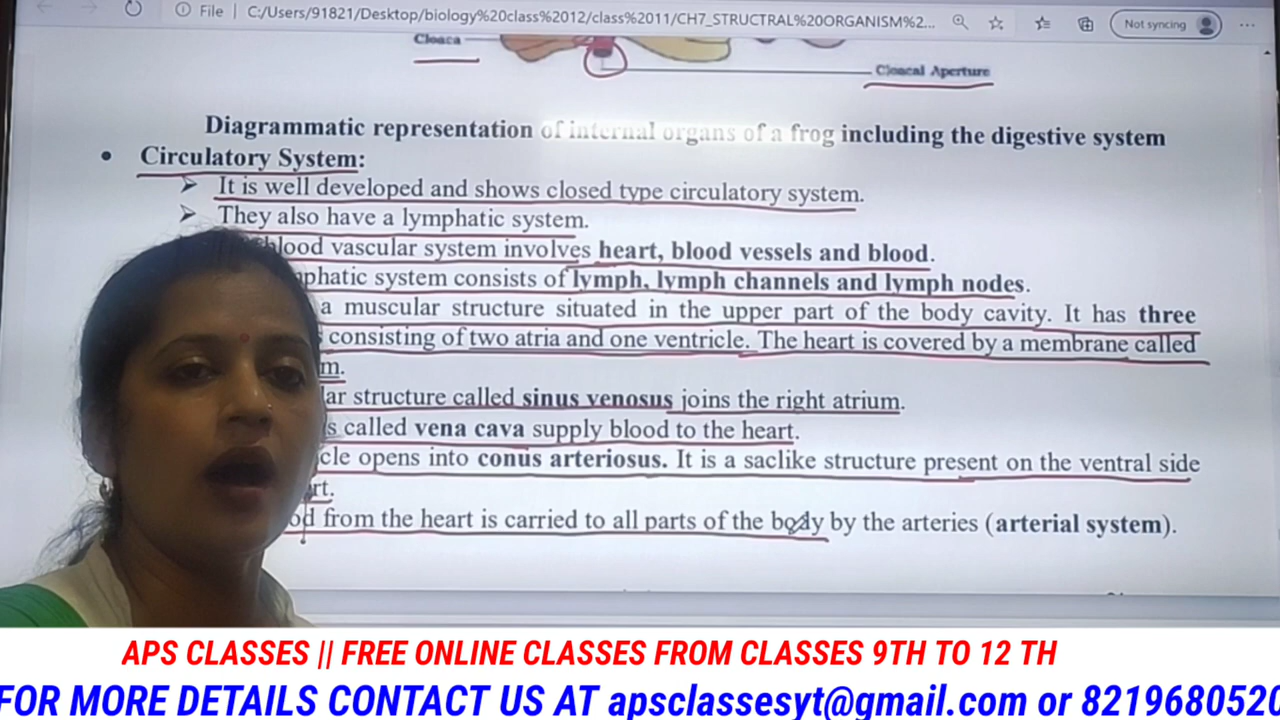 File | C:/Users/91821/Desktop/biology%20class%2012/class%2011/CH7_STRUCTRAL%20ORGANISM%2...
Not syncing
Cloaca
Cloacal Aperture
Diagrammatic representation of internal organs of a frog including the digestive system
• Circulatory System:
➢ It is well developed and shows closed type circulatory system.
➢ They also have a lymphatic system.
blood vascular system involves heart, blood vessels and blood.
phatic system consists of lymph, lymph channels and lymph nodes.
a muscular structure situated in the upper part of the body cavity. It has three
consisting of two atria and one ventricle. The heart is covered by a membrane called
m.
lar structure called sinus venosus joins the right atrium.
s called vena cava supply blood to the heart.
cle opens into conus arteriosus. It is a saclike structure present on the ventral side
rt.
od from the heart is carried to all parts of the body by the arteries (arterial system).
APS CLASSES || FREE ONLINE CLASSES FROM CLASSES 9TH TO 12 TH
FOR MORE DETAILS CONTACT US AT apsclassesyt@gmail.com or 8219680520